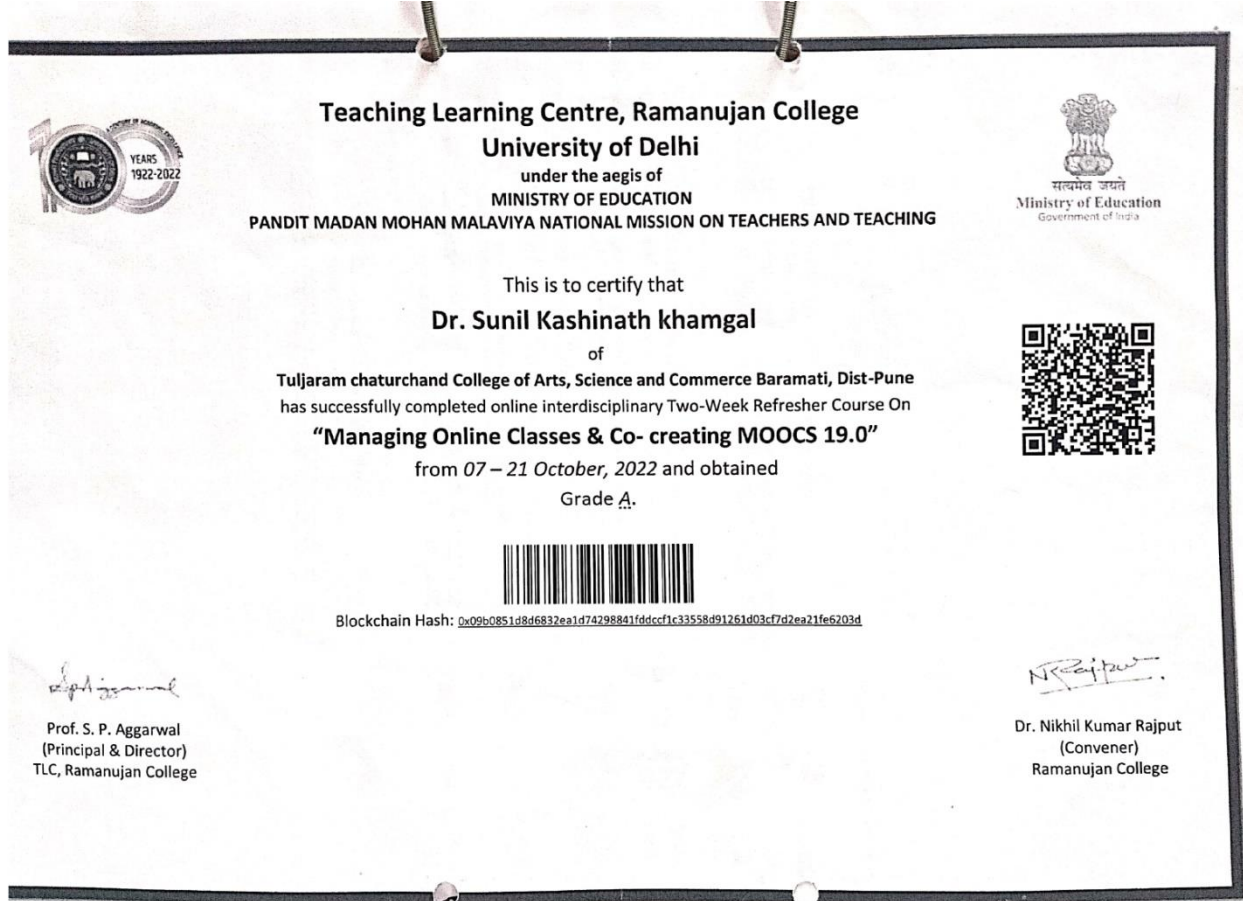 Teaching Learning Centre, Ramanujan College
University of Delhi
under the aegis of
MINISTRY OF EDUCATION
PANDIT MADAN MOHAN MALAVIYA NATIONAL MISSION ON TEACHERS AND TEACHING
YEARS
1922-2022
सत्यमेव जयते
Ministry of Education
Government of India
This is to certify that
Dr. Sunil Kashinath khamgal
of
Tuljaram chaturchand College of Arts, Science and Commerce Baramati, Dist-Pune
has successfully completed online interdisciplinary Two-Week Refresher Course On
“Managing Online Classes & Co- creating MOOCS 19.0”
from 07 – 21 October, 2022 and obtained
Grade A.
Blockchain Hash: 0x09b0851d8d6832ea1d74298841fddccf1c33558d91261d03cf7d2ea21fe6203d
Prof. S. P. Aggarwal
(Principal & Director)
TLC, Ramanujan College
NRajput
Dr. Nikhil Kumar Rajput
(Convener)
Ramanujan College